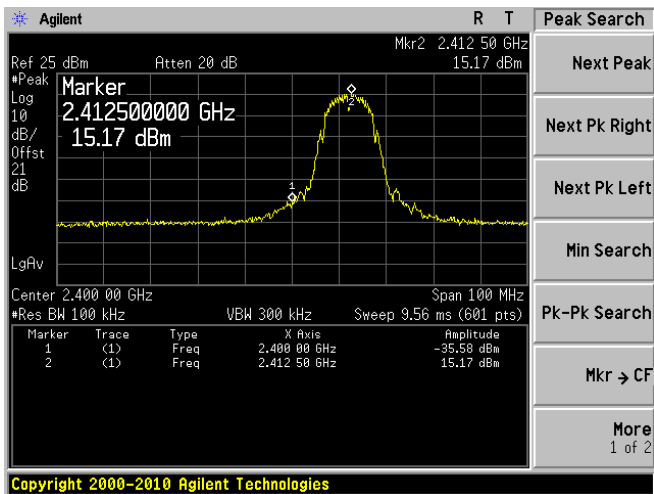 Agilent R T
Peak Search
Mkr2 2.412 50 GHz
Ref 25 dBm Atten 20 dB 15.17 dBm
#Peak
Log
10
dB/
Offst
21
dB
LgAv
Marker
2.412500000 GHz
15.17 dBm
1
2
Center 2.400 00 GHz Span 100 MHz
#Res BW 100 kHz VBW 300 kHz Sweep 9.56 ms (601 pts)
Marker Trace Type X Axis Amplitude
1 (1) Freq 2.400 00 GHz -35.58 dBm
2 (1) Freq 2.412 50 GHz 15.17 dBm
Next Peak
Next Pk Right
Next Pk Left
Min Search
Pk-Pk Search
Mkr → CF
More
1 of 2
Copyright 2000-2010 Agilent Technologies